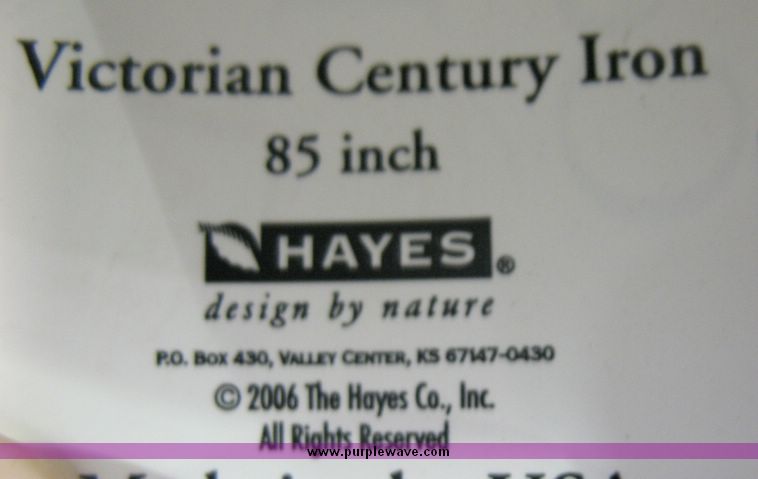 Victorian Century Iron
85 inch
HAYES®
design by nature
P.O. BOX 430, VALLEY CENTER, KS 67147-0430
© 2006 The Hayes Co., Inc.
All Rights Reserved
www.purplewave.com